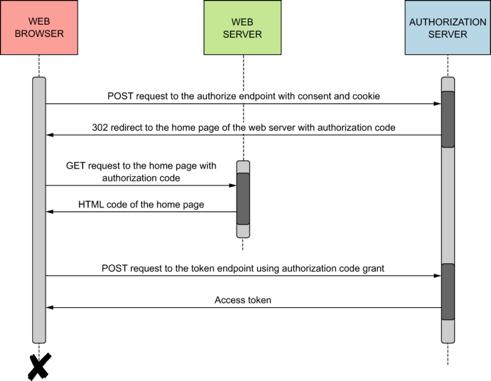 WEB
BROWSER
WEB
SERVER
AUTHORIZATION
SERVER
POST request to the authorize endpoint with consent and cookie
302 redirect to the home page of the web server with authorization code
GET request to the home page with
authorization code
HTML code of the home page
POST request to the token endpoint using authorization code grant
Access token